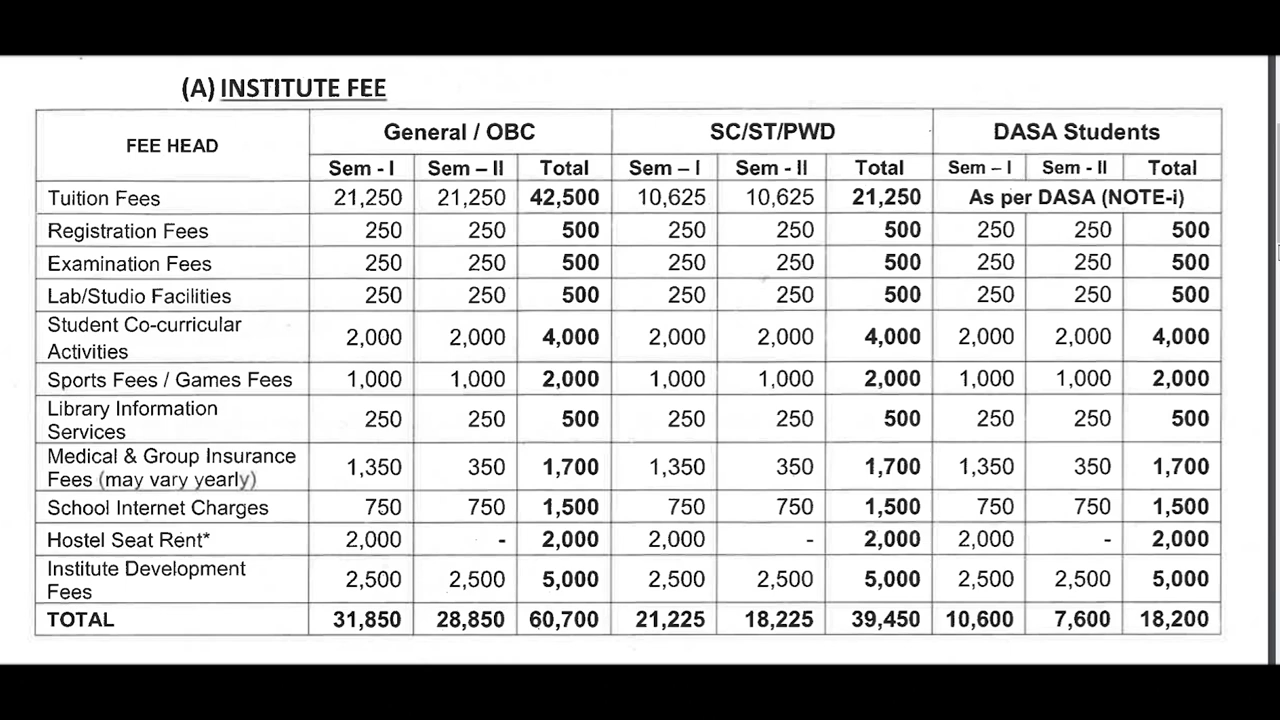 (A) INSTITUTE FEE
FEE HEAD General / OBC SC/ST/PWD DASA Students
Sem - I Sem – II Total Sem – I Sem - II Total Sem – I Sem - II Total
Tuition Fees 21,250 21,250 42,500 10,625 10,625 21,250 As per DASA (NOTE-i)
Registration Fees 250 250 500 250 250 500 250 250 500
Examination Fees 250 250 500 250 250 500 250 250 500
Lab/Studio Facilities 250 250 500 250 250 500 250 250 500
Student Co-curricular
Activities 2,000 2,000 4,000 2,000 2,000 4,000 2,000 2,000 4,000
Sports Fees / Games Fees 1,000 1,000 2,000 1,000 1,000 2,000 1,000 1,000 2,000
Library Information
Services 250 250 500 250 250 500 250 250 500
Medical & Group Insurance
Fees (may vary yearly) 1,350 350 1,700 1,350 350 1,700 1,350 350 1,700
School Internet Charges 750 750 1,500 750 750 1,500 750 750 1,500
Hostel Seat Rent* 2,000 - 2,000 2,000 - 2,000 2,000 - 2,000
Institute Development
Fees 2,500 2,500 5,000 2,500 2,500 5,000 2,500 2,500 5,000
TOTAL 31,850 28,850 60,700 21,225 18,225 39,450 10,600 7,600 18,200